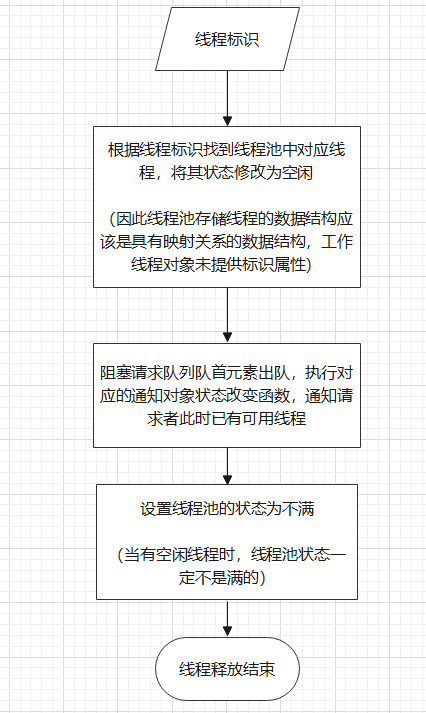 线程标识
根据线程标识找到线程池中对应线
程，将其状态修改为空闲
（因此线程池存储线程的数据结构应
该是具有映射关系的数据结构，工作
线程对象未提供标识属性)
阻塞请求队列队首元素出队，执行对
应的通知对象状态改变函数，通知请
求者此时已有可用线程
设置线程池的状态为不满
（当有空闲线程时，线程池状态一
定不是满的）
线程释放结束